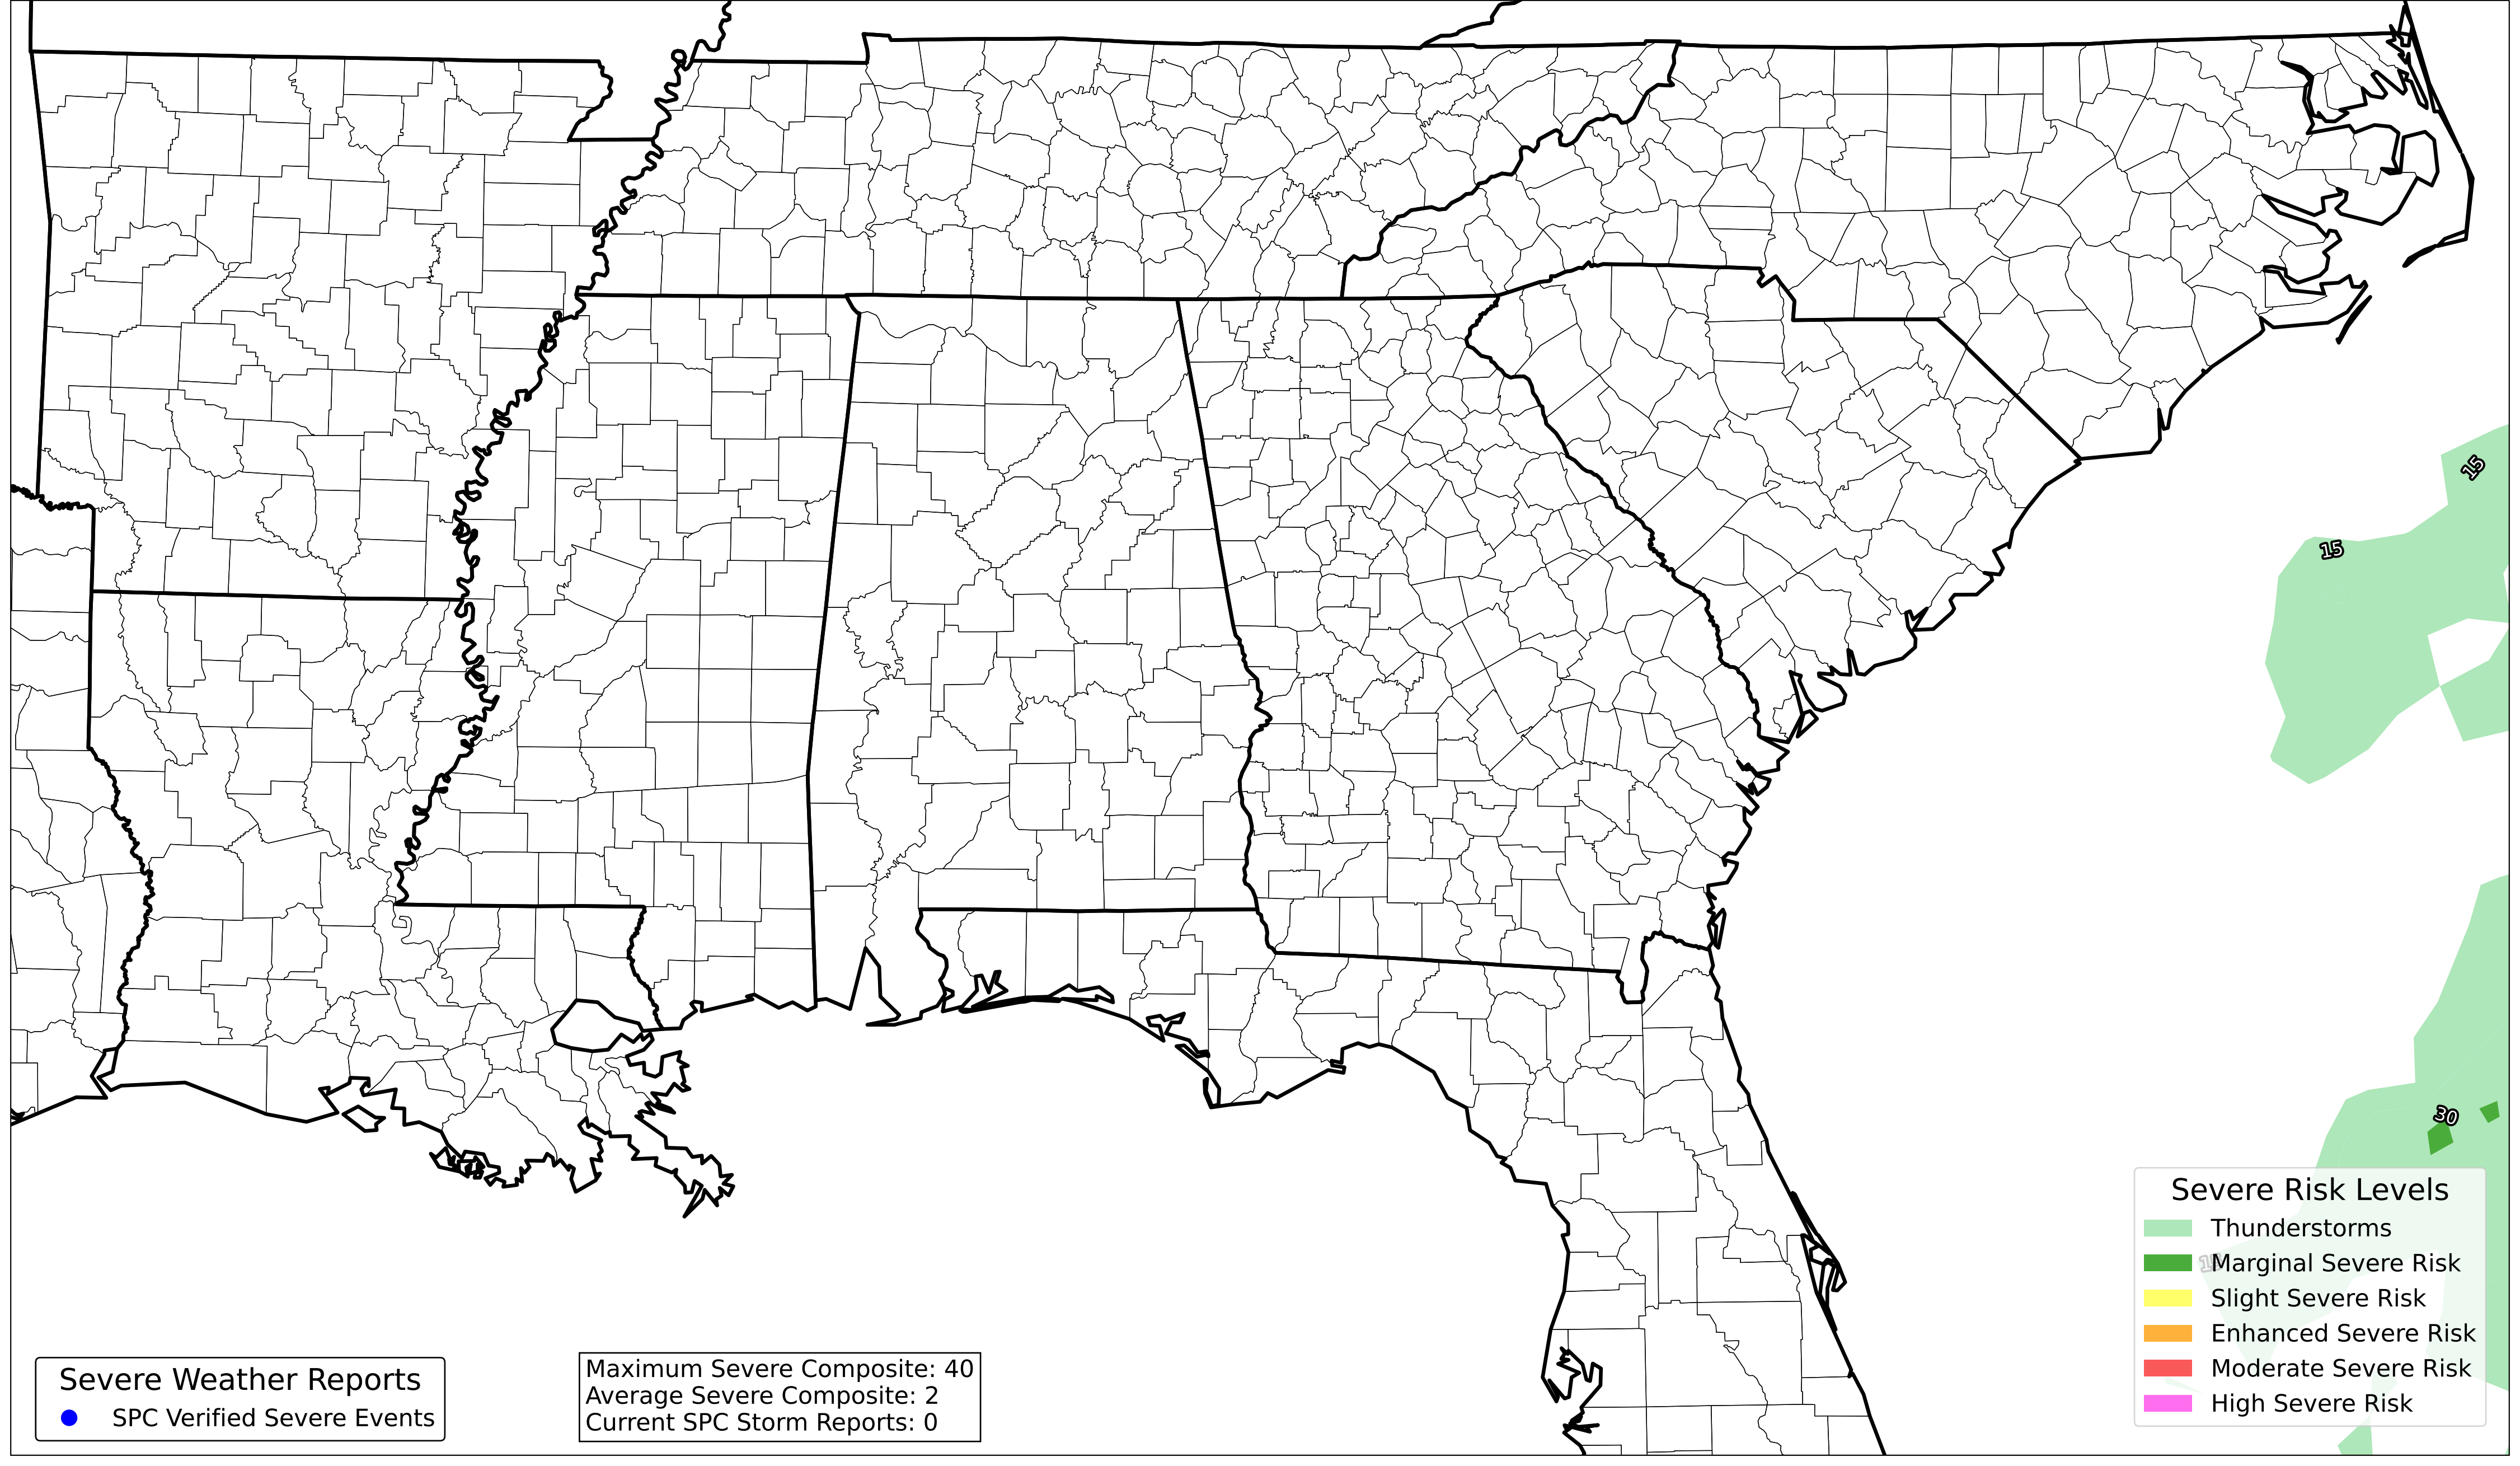 15
15
30
Severe Risk Levels
Thunderstorms
Marginal Severe Risk
Slight Severe Risk
Enhanced Severe Risk
Moderate Severe Risk
High Severe Risk
Severe Weather Reports
SPC Verified Severe Events
Maximum Severe Composite: 40
Average Severe Composite: 2
Current SPC Storm Reports: 0